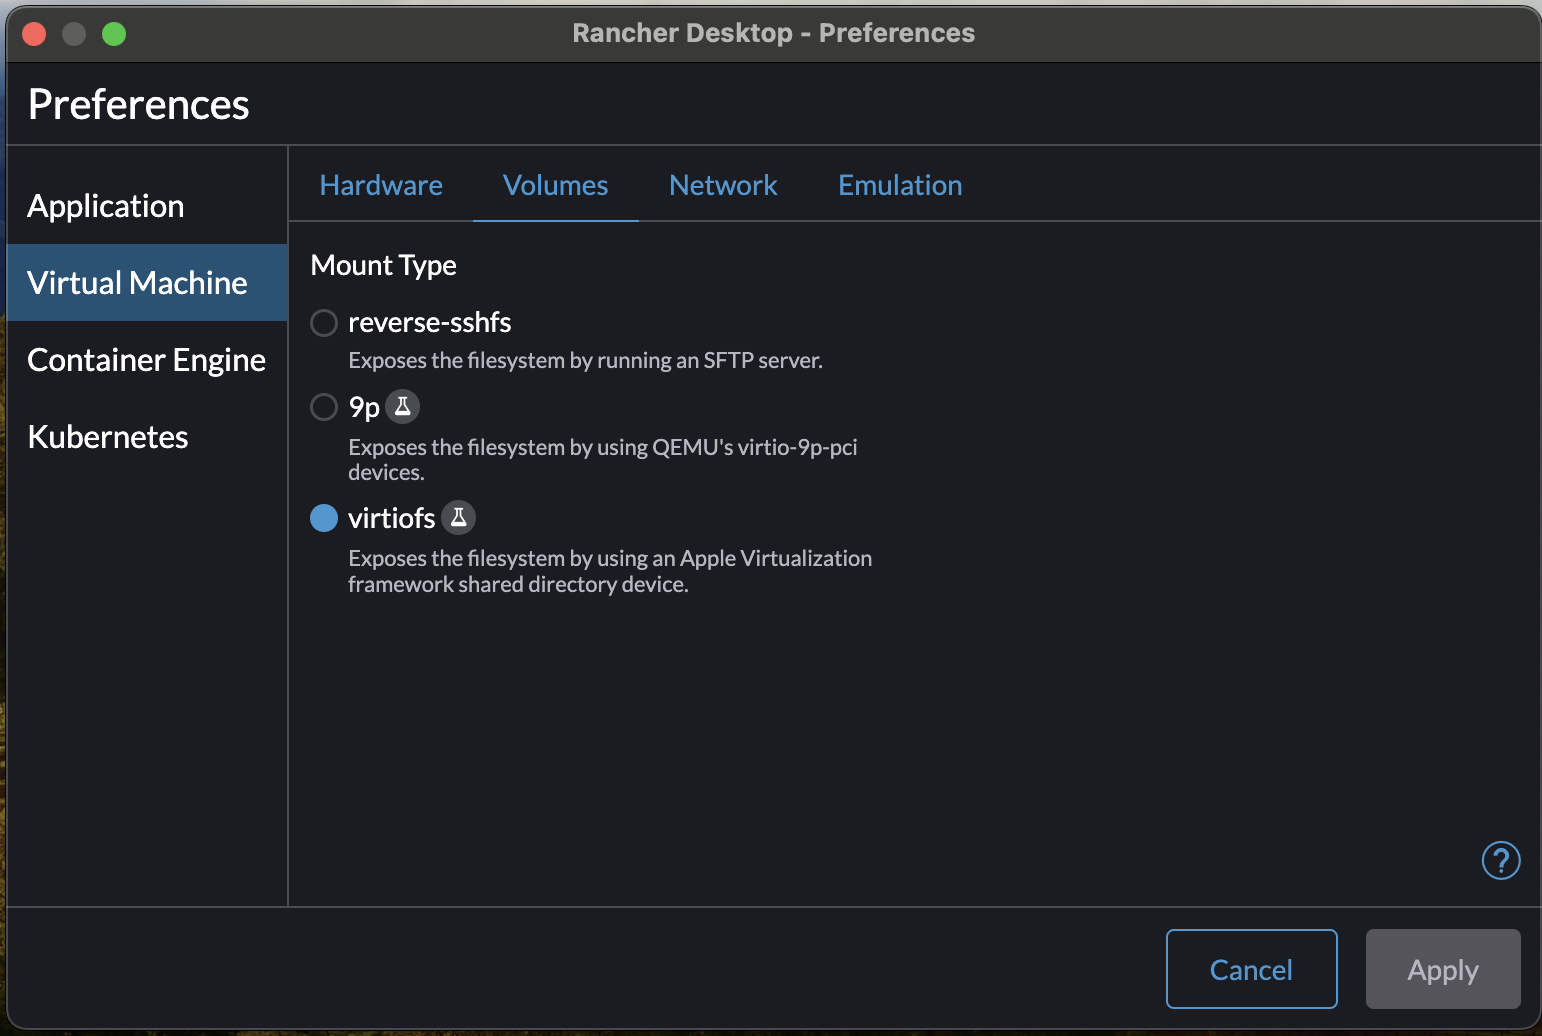 Rancher Desktop - Preferences
Preferences
Application
Virtual Machine
Container Engine
Kubernetes
Hardware Volumes Network Emulation
Mount Type
reverse-sshfs
Exposes the filesystem by running an SFTP server.
9p
Exposes the filesystem by using QEMU's virtio-9p-pci
devices.
virtiofs
Exposes the filesystem by using an Apple Virtualization
framework shared directory device.
?
Cancel Apply